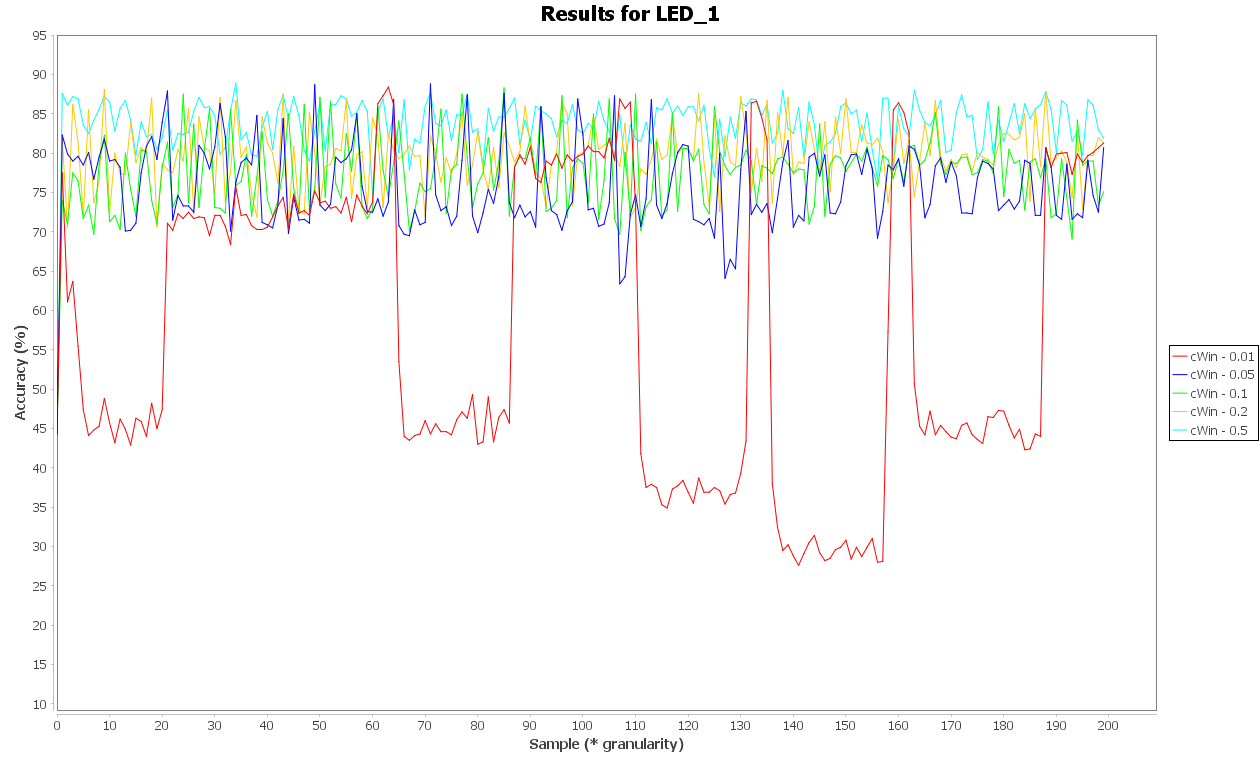 Results for LED_1
Accuracy (%)
95
90
85
80
75
70
65
60
55
50
45
40
35
30
25
20
15
10
0 10 20 30 40 50 60 70 80 90 100 110 120 130 140 150 160 170 180 190 200
Sample (* granularity)
cWin - 0.01
cWin - 0.05
cWin - 0.1
cWin - 0.2
cWin - 0.5